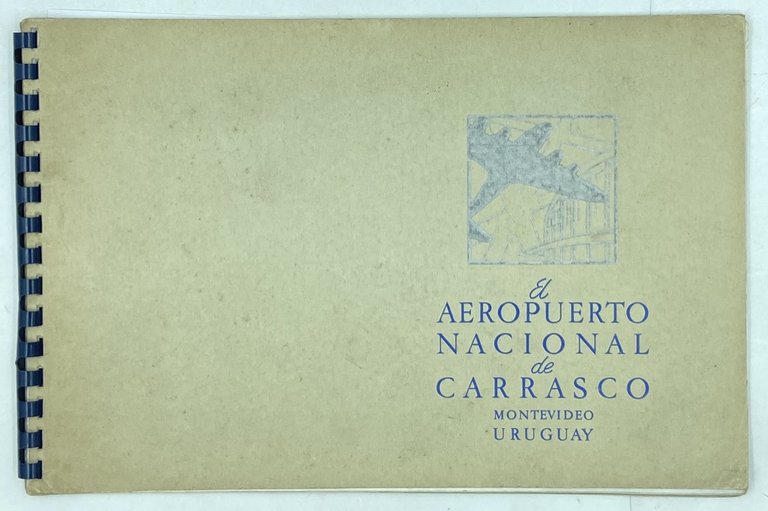 El
AEROPUERTO
NACIONAL
de
CARRASCO
MONTEVIDEO
URUGUAY